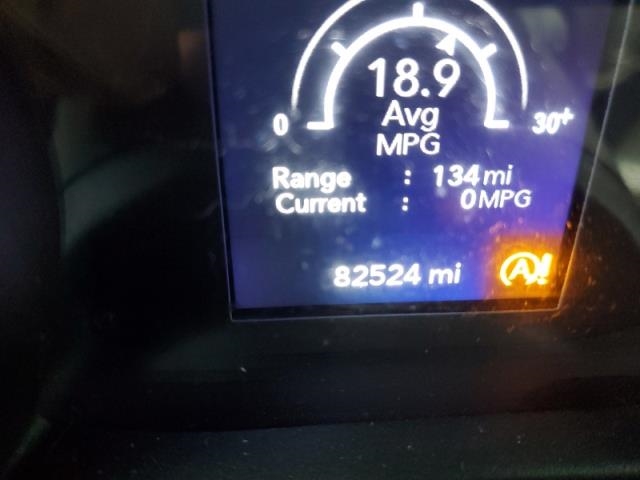 18.9
Avg
0 30+
MPG
Range : 134 mi
Current : 0 MPG
82524 mi A!